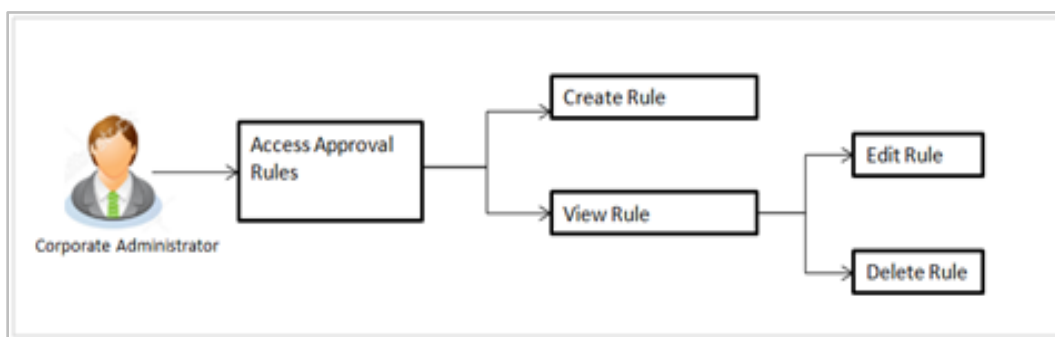 Corporate Administrator
Access Approval
Rules
Create Rule
View Rule
Edit Rule
Delete Rule